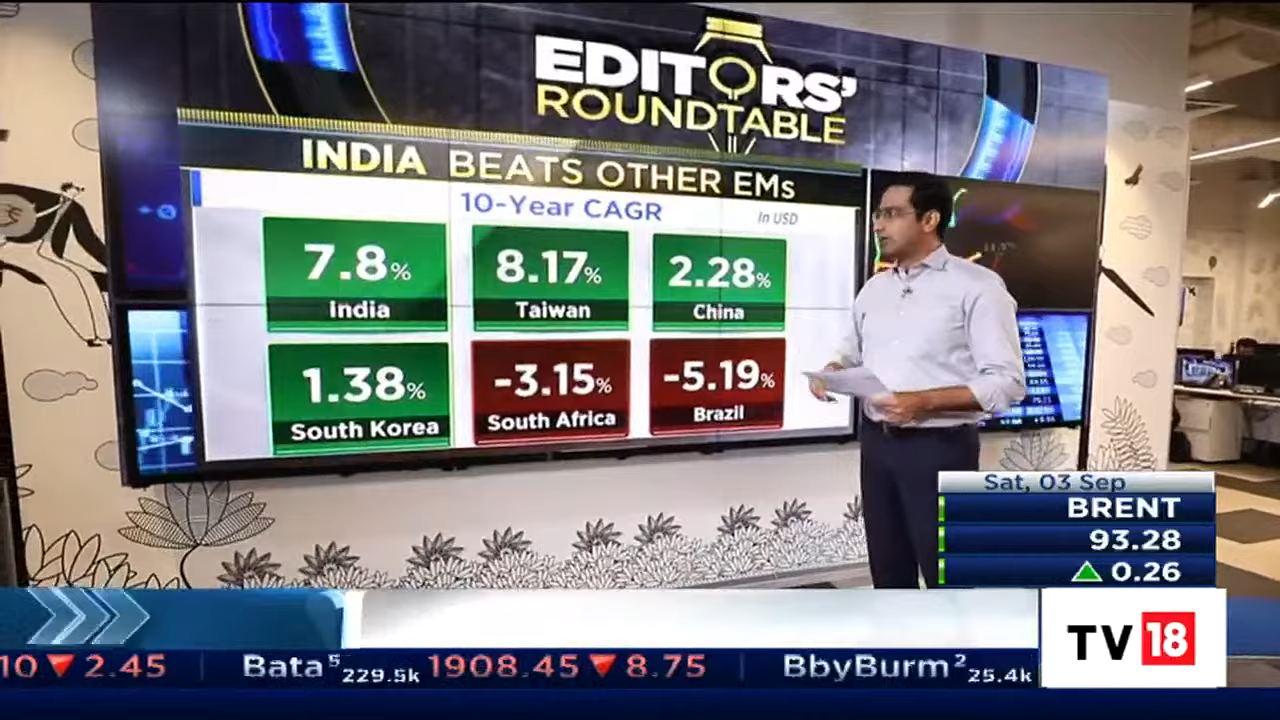 EDITORS'
ROUNDTABLE
INDIA BEATS OTHER EMs
10-Year CAGR
In USD
7.8%
India
8.17%
Taiwan
2.28%
China
1.38%
South Korea
-3.15%
South Africa
-5.19%
Brazil
Sat, 03 Sep
BRENT
93.28
▲ 0.26
TV 18
10 ▼ 2.45 Bata 5 229.5k 1908.45 ▼ 8.75 BbyBurm 2 25.4k